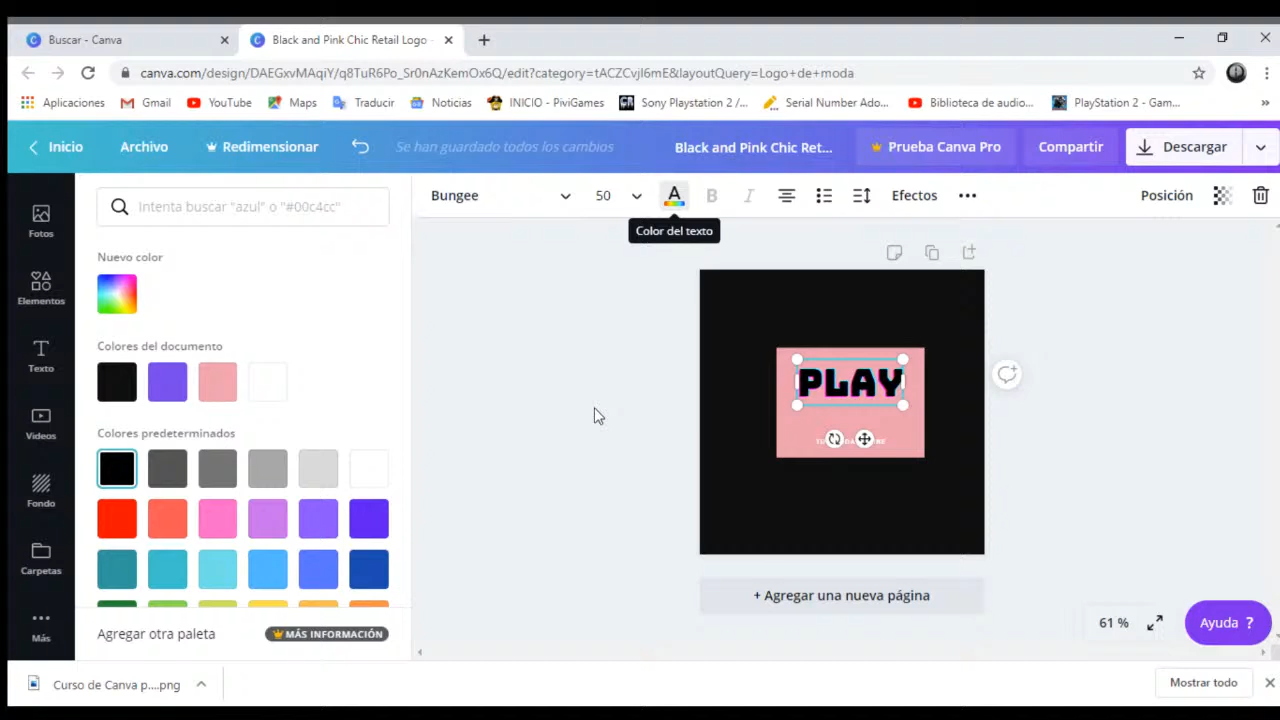 Buscar - Canva
Black and Pink Chic Retail Logo -
canva.com/design/DAEGxvMAqiY/q8TuR6Po_Sr0nAzKemOx6Q/edit?category=tACZCvjI6mE&layoutQuery=Logo+de+moda
Aplicaciones Gmail YouTube Maps Traducir Noticias INICIO - PiviGames Sony Playstation 2 /... Serial Number Ado... Biblioteca de audio... PlayStation 2 - Gam... »
Inicio Archivo Redimensionar Se han guardado todos los cambios Black and Pink Chic Ret... Prueba Canva Pro Compartir Descargar
Intenta buscar "azul" o "#00c4cc"
Bungee 50 A B I Efectos ••• Posición
Color del texto
Fotos
Elementos
Texto
Videos
Fondo
Carpetas
Más
Nuevo color
Colores del documento
Colores predeterminados
Agregar otra paleta MÁS INFORMACIÓN
PLAY
+ Agregar una nueva página
61 %
Ayuda ?
Curso de Canva p....png
Mostrar todo